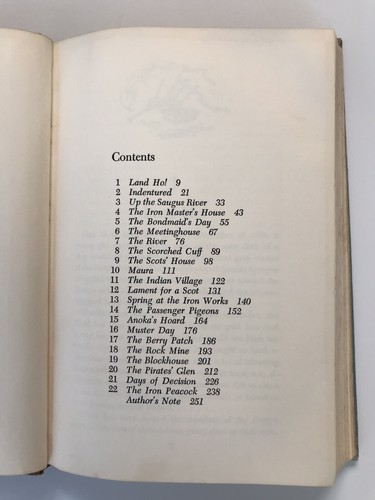 Contents
1 Land Ho! 9
2 Indentured 21
3 Up the Saugus River 33
4 The Iron Master's House 43
5 The Bondmaid's Day 55
6 The Meetinghouse 67
7 The River 76
8 The Scorched Cuff 89
9 The Scots' House 98
10 Maura 111
11 The Indian Village 122
12 Lament for a Scot 131
13 Spring at the Iron Works 140
14 The Passenger Pigeons 152
15 Anoka's Hoard 164
16 Muster Day 176
17 The Berry Patch 186
18 The Rock Mine 193
19 The Blockhouse 201
20 The Pirates' Glen 212
21 Days of Decision 226
22 The Iron Peacock 238
Author's Note 251